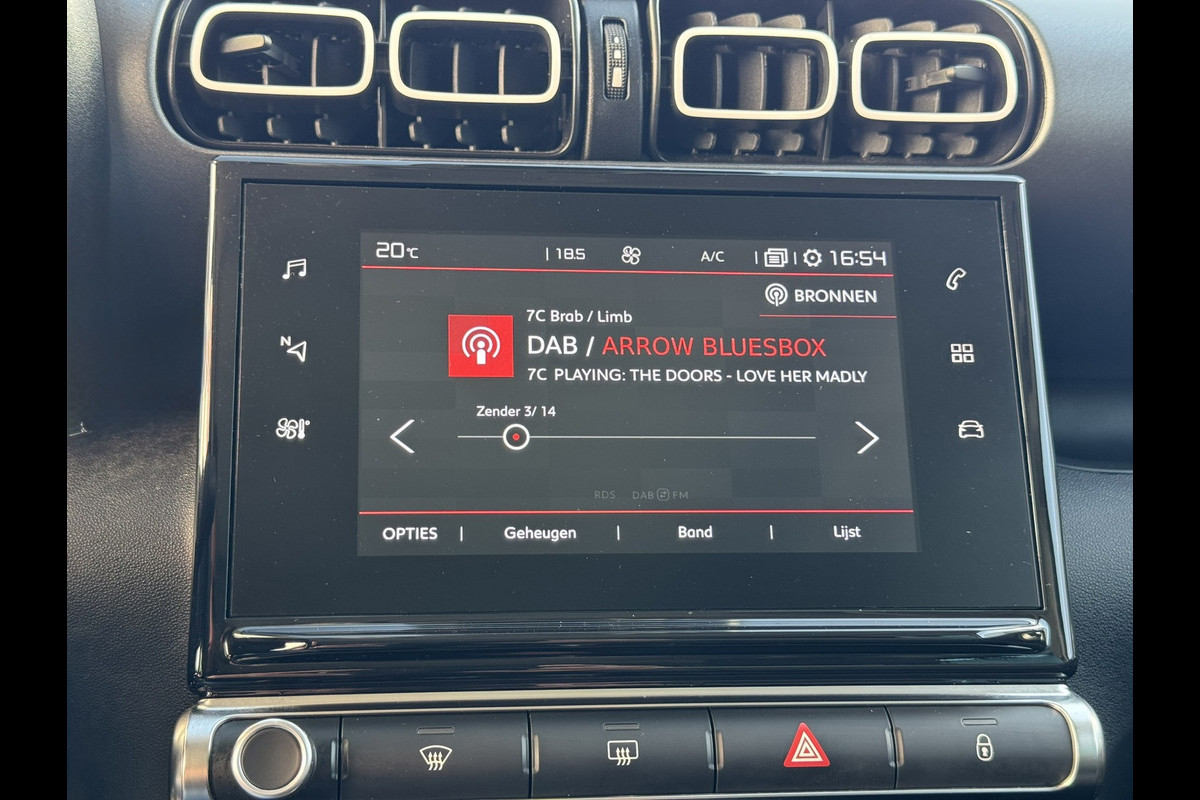 20°C | 18.5 A/C | | 16:54
BRONNEN
7C Brab / Limb
DAB / ARROW BLUESBOX
7C PLAYING: THE DOORS - LOVE HER MADLY
Zender 3/ 14
RDS DAB FM
OPTIES | Geheugen | Band | Lijst
N